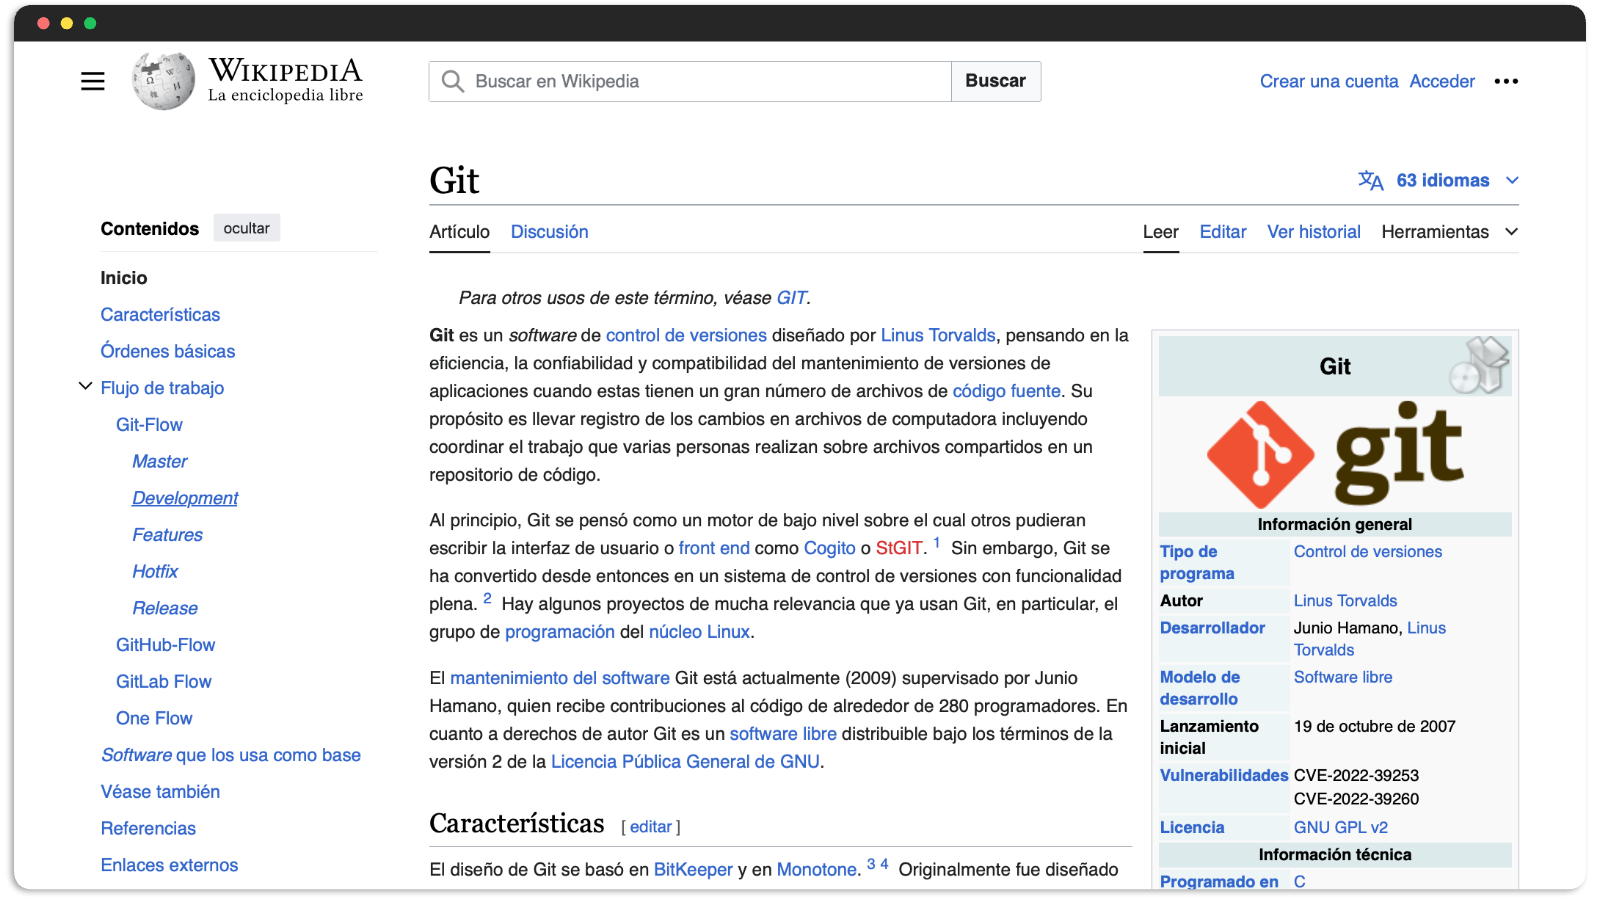 WIKIPEDIA
La enciclopedia libre
Buscar en Wikipedia
Buscar
Crear una cuenta Acceder
Git
63 idiomas
Artículo Discusión
Leer Editar Ver historial Herramientas
Contenidos ocultar
Inicio
Características
Órdenes básicas
Flujo de trabajo
Git-Flow
Master
Development
Features
Hotfix
Release
GitHub-Flow
GitLab Flow
One Flow
Software que los usa como base
Véase también
Referencias
Enlaces externos
Para otros usos de este término, véase GIT.
Git es un software de control de versiones diseñado por Linus Torvalds, pensando en la
eficiencia, la confiabilidad y compatibilidad del mantenimiento de versiones de
aplicaciones cuando estas tienen un gran número de archivos de código fuente. Su
propósito es llevar registro de los cambios en archivos de computadora incluyendo
coordinar el trabajo que varias personas realizan sobre archivos compartidos en un
repositorio de código.
Al principio, Git se pensó como un motor de bajo nivel sobre el cual otros pudieran
escribir la interfaz de usuario o front end como Cogito o StGIT. 1 Sin embargo, Git se
ha convertido desde entonces en un sistema de control de versiones con funcionalidad
plena. 2 Hay algunos proyectos de mucha relevancia que ya usan Git, en particular, el
grupo de programación del núcleo Linux.
El mantenimiento del software Git está actualmente (2009) supervisado por Junio
Hamano, quien recibe contribuciones al código de alrededor de 280 programadores. En
cuanto a derechos de autor Git es un software libre distribuible bajo los términos de la
versión 2 de la Licencia Pública General de GNU.
Características [ editar ]
El diseño de Git se basó en BitKeeper y en Monotone. 3 4 Originalmente fue diseñado
Git
git
Información general
Tipo de programa Control de versiones
Autor Linus Torvalds
Desarrollador Junio Hamano, Linus
Torvalds
Modelo de desarrollo Software libre
Lanzamiento inicial 19 de octubre de 2007
Vulnerabilidades CVE-2022-39253
CVE-2022-39260
Licencia GNU GPL v2
Información técnica
Programado en C